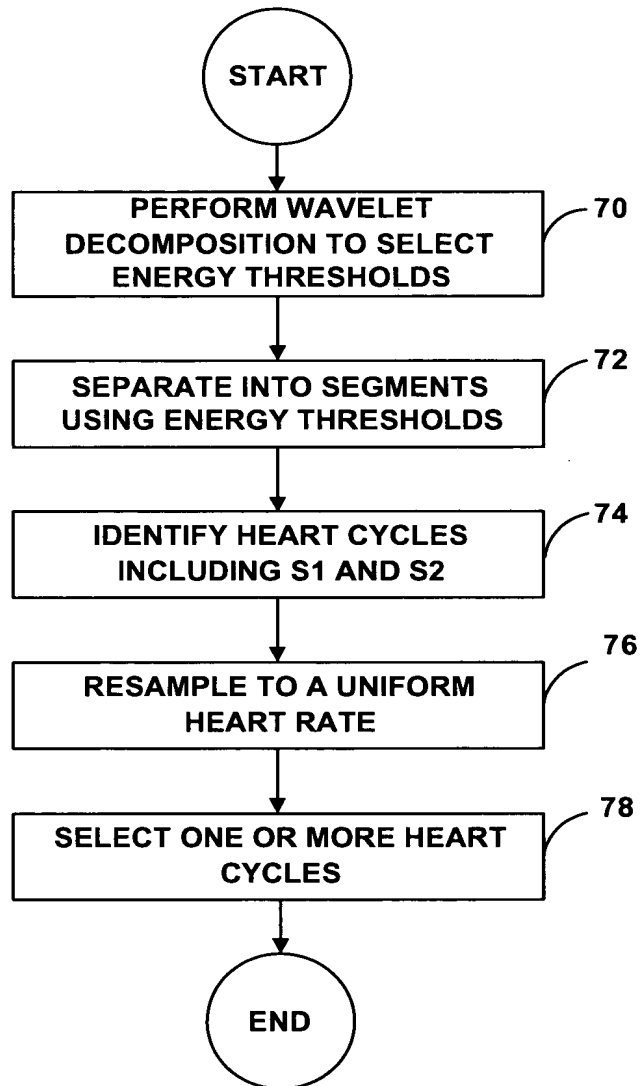 START
PERFORM WAVELET
DECOMPOSITION TO SELECT
ENERGY THRESHOLDS
70
SEPARATE INTO SEGMENTS
USING ENERGY THRESHOLDS
72
IDENTIFY HEART CYCLES
INCLUDING S1 AND S2
74
RESAMPLE TO A UNIFORM
HEART RATE
76
SELECT ONE OR MORE HEART
CYCLES
78
END